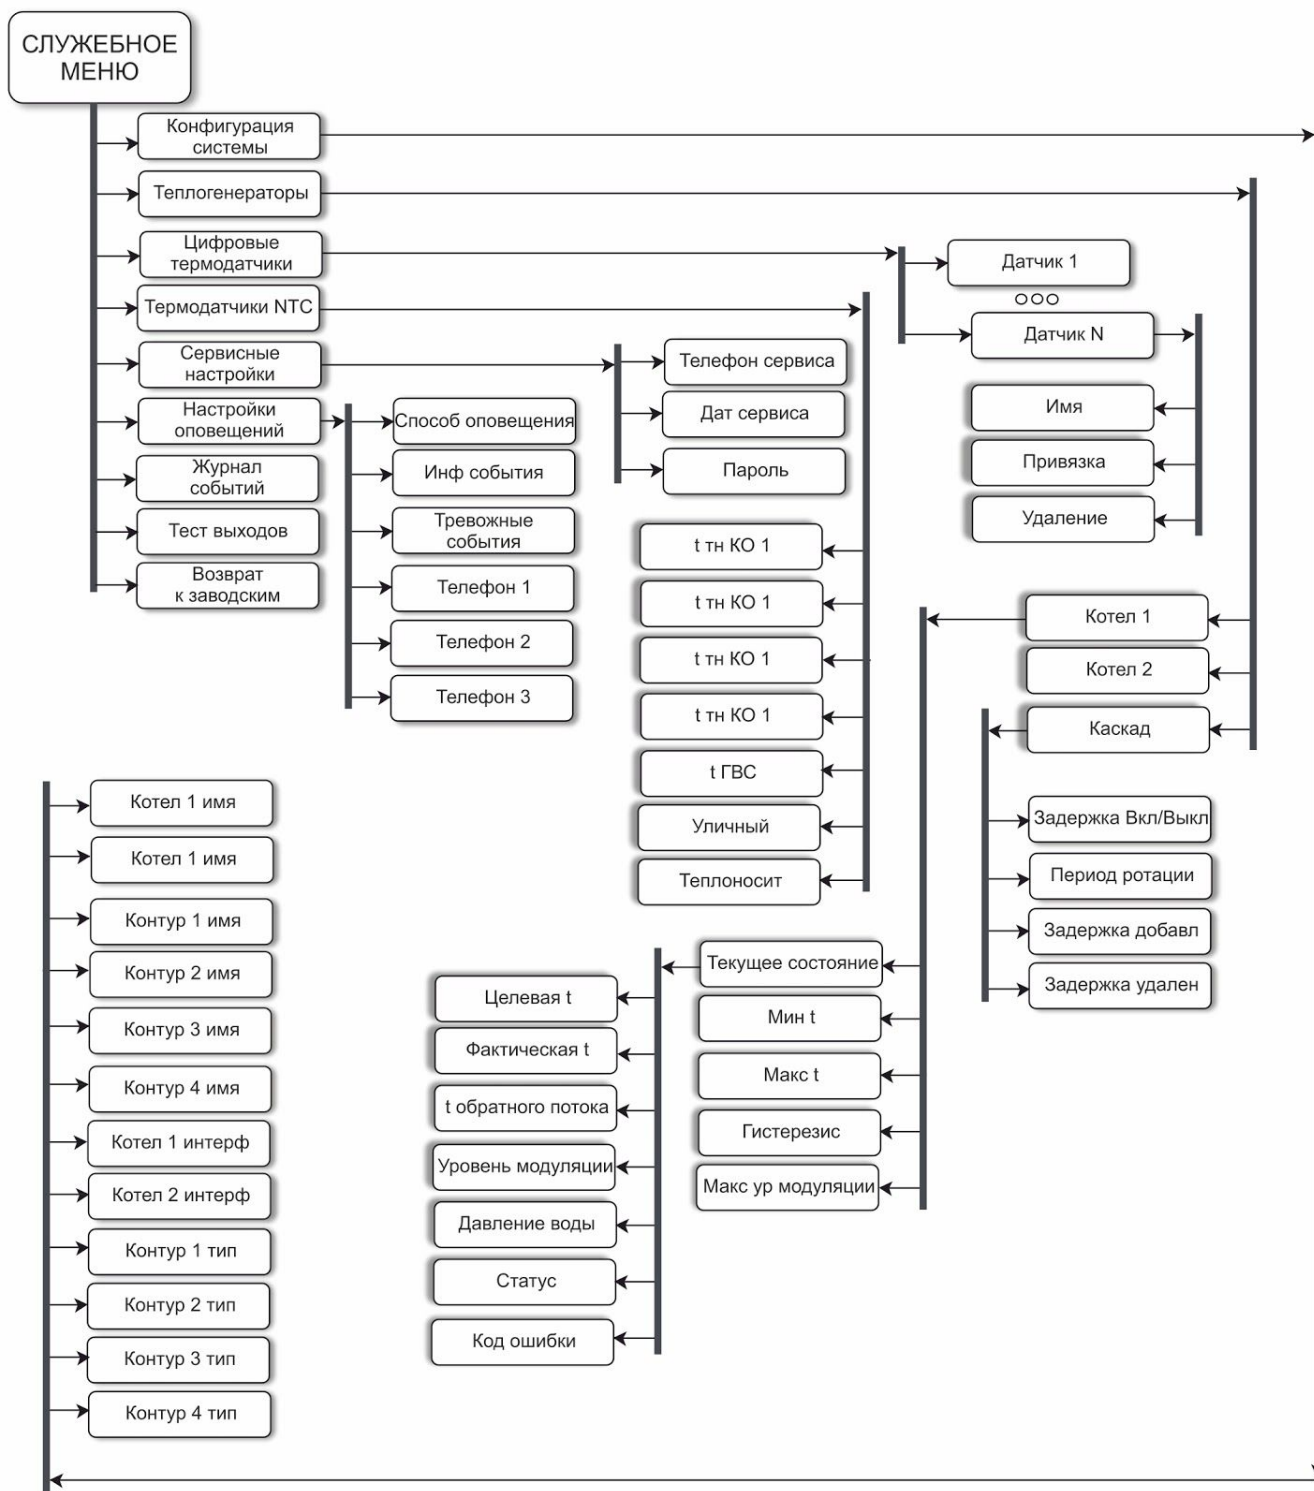 СЛУЖЕБНОЕ
МЕНЮ
Конфигурация
системы
Теплогенераторы
Цифровые
термодатчики
Термодатчики NTC
Сервисные
настройки
Настройки
оповещений
Журнал
событий
Тест выходов
Возврат
к заводским
Датчик 1
Датчик N
Имя
Привязка
Удаление
Телефон сервиса
Дат сервиса
Пароль
Способ оповещения
Инф события
Тревожные
события
Телефон 1
Телефон 2
Телефон 3
t тн КО 1
t тн КО 1
t тн КО 1
t тн КО 1
t ГВС
Уличный
Теплоносит
Котел 1
Котел 2
Каскад
Задержка Вкл/Выкл
Период ротации
Задержка добавл
Задержка удален
Текущее состояние
Мин t
Макс t
Гистерезис
Макс ур модуляции
Целевая t
Фактическая t
t обратного потока
Уровень модуляции
Давление воды
Статус
Код ошибки
Котел 1 имя
Котел 1 имя
Контур 1 имя
Контур 2 имя
Контур 3 имя
Контур 4 имя
Котел 1 интерф
Котел 2 интерф
Контур 1 тип
Контур 2 тип
Контур 3 тип
Контур 4 тип